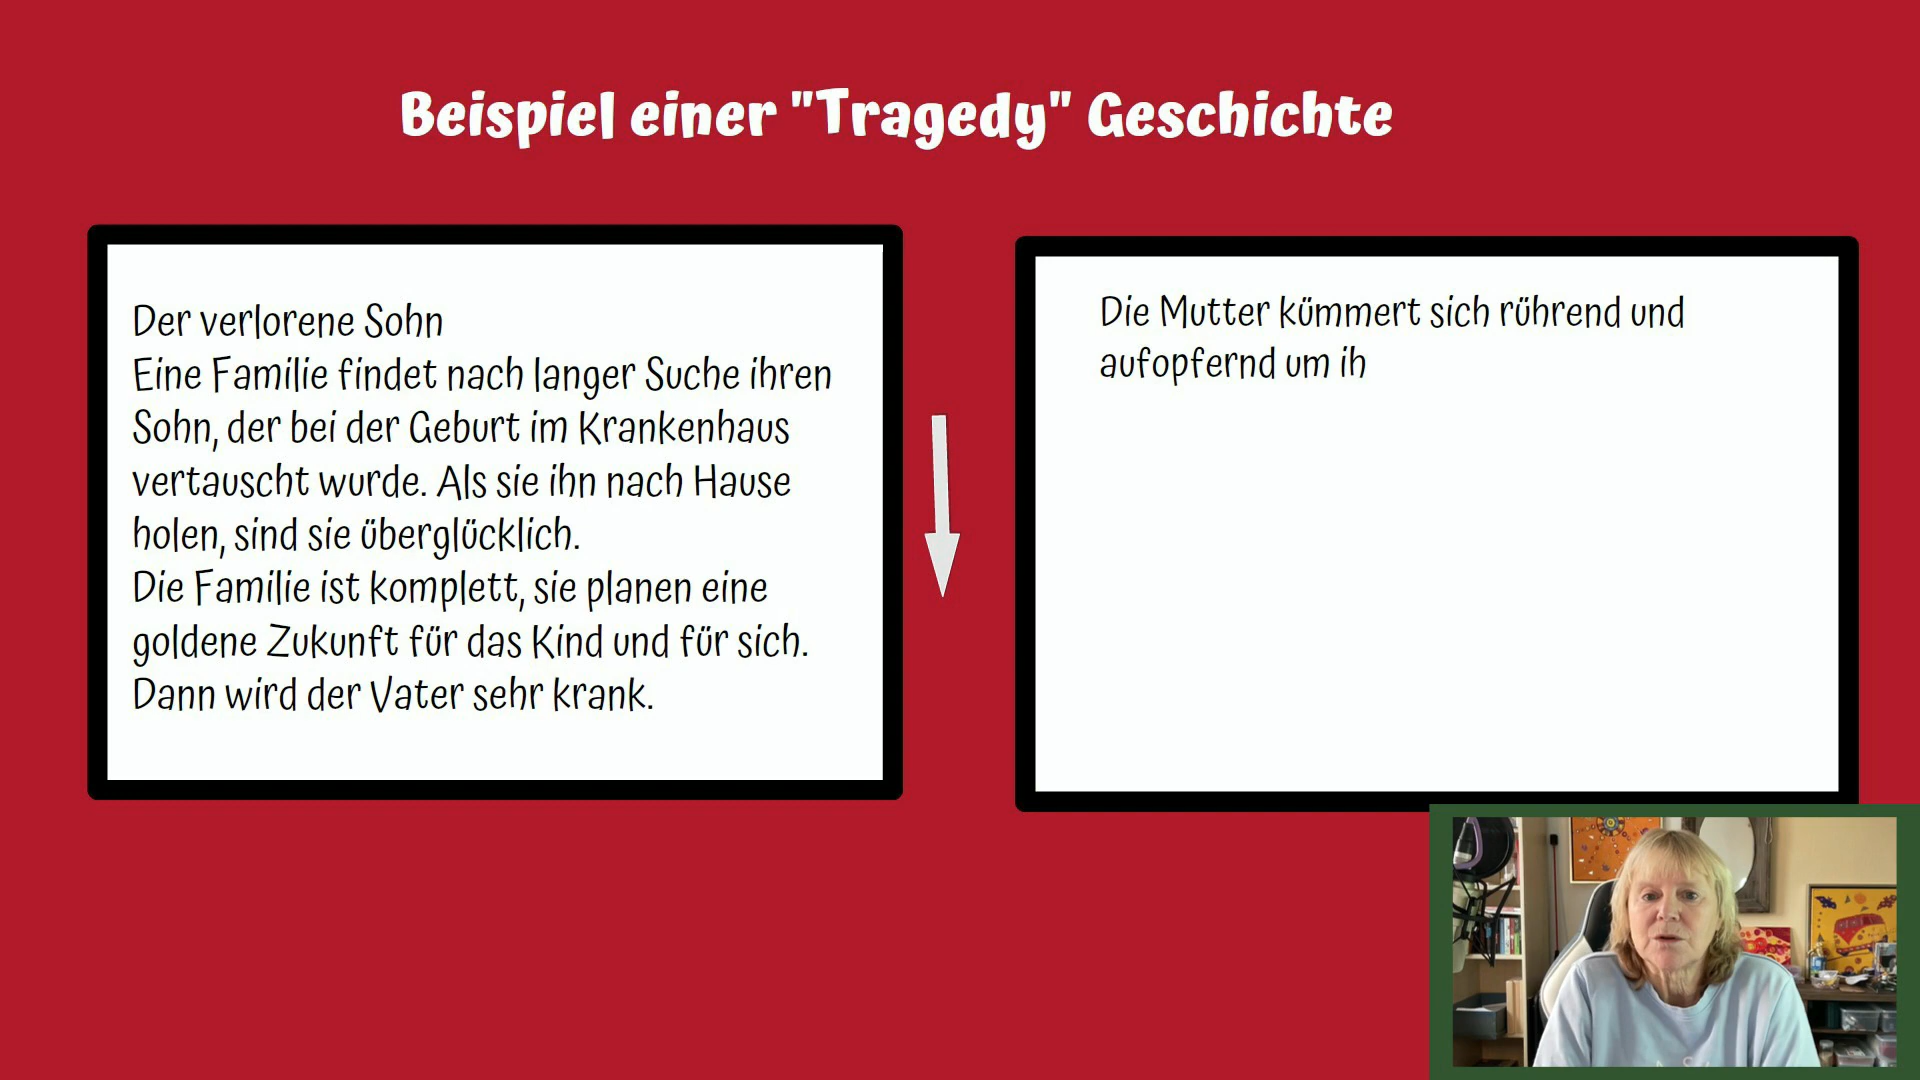 Beispiel einer "Tragedy" Geschichte
Der verlorene Sohn
Eine Familie findet nach langer Suche ihren
Sohn, der bei der Geburt im Krankenhaus
vertauscht wurde. Als sie ihn nach Hause
holen, sind sie überglücklich.
Die Familie ist komplett, sie planen eine
goldene Zukunft für das Kind und für sich.
Dann wird der Vater sehr krank.
Die Mutter kümmert sich rührend und
aufopfernd um ih